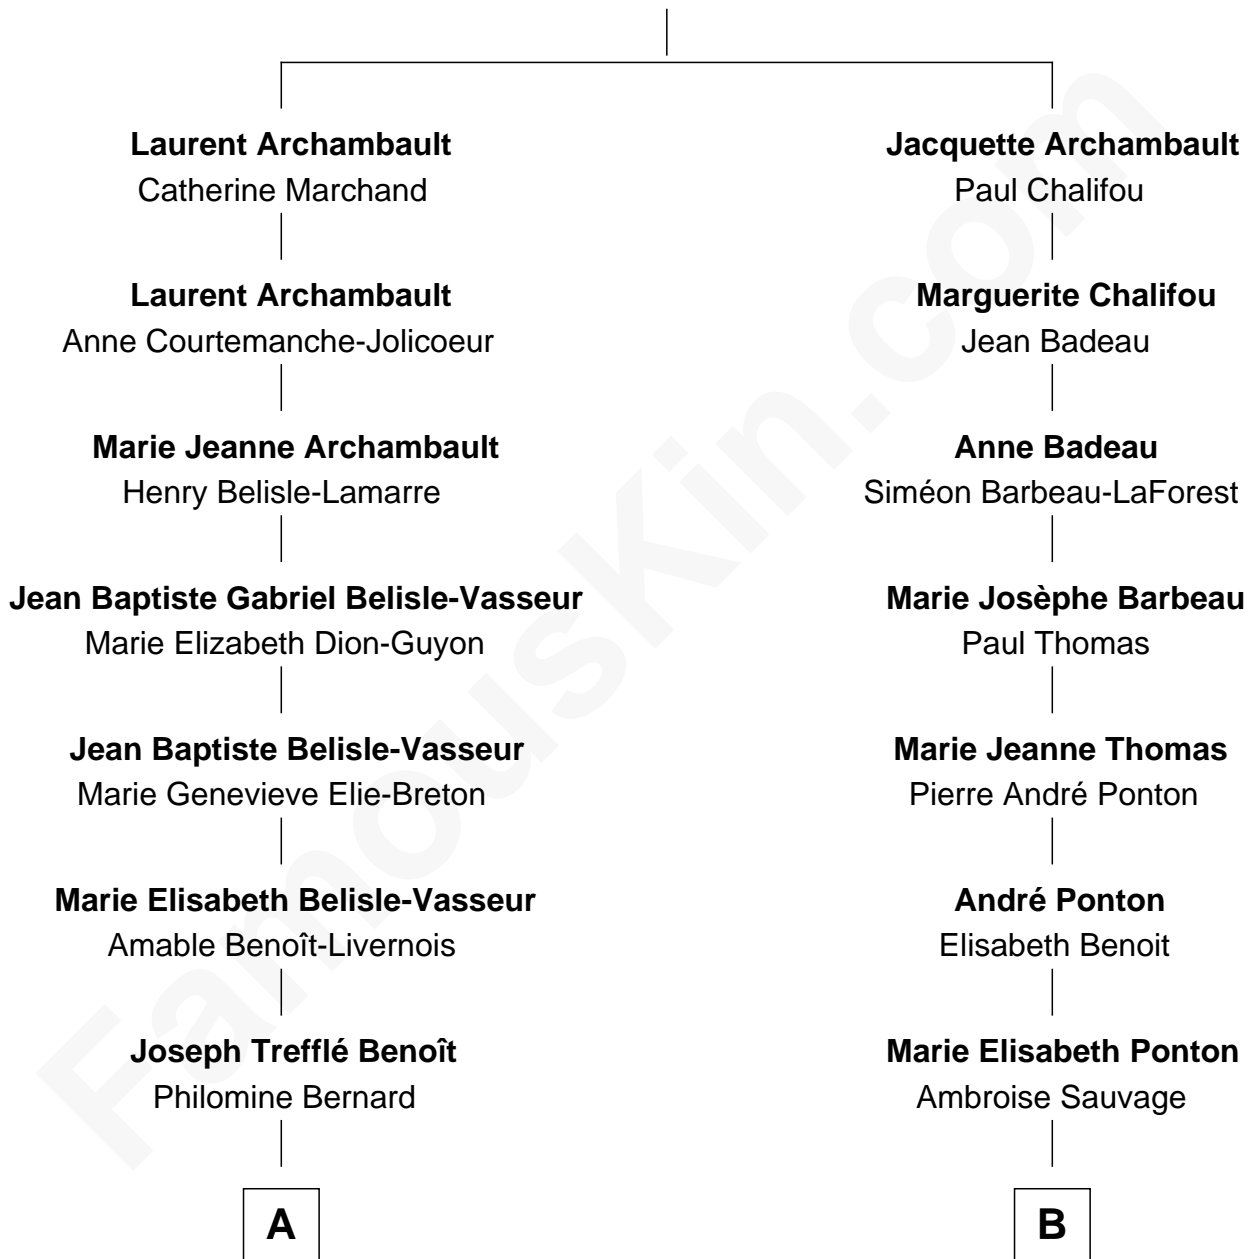 Laurent Archambault
Catherine Marchand
Laurent Archambault
Anne Courtemanche-Jolicoeur
Marie Jeanne Archambault
Henry Belisle-Lamarre
Jean Baptiste Gabriel Belisle-Vasseur
Marie Elizabeth Dion-Guyon
Jean Baptiste Belisle-Vasseur
Marie Genevieve Elie-Breton
Marie Elisabeth Belisle-Vasseur
Amable Benoît-Livernois
Joseph Trefflé Benoît
Philomine Bernard
A
Jacquette Archambault
Paul Chalifou
Marguerite Chalifou
Jean Badeau
Anne Badeau
Siméon Barbeau-LaForest
Marie Josèphe Barbeau
Paul Thomas
Marie Jeanne Thomas
Pierre André Ponton
André Ponton
Elisabeth Benoit
Marie Elisabeth Ponton
Ambroise Sauvage
B
FamousKin.com